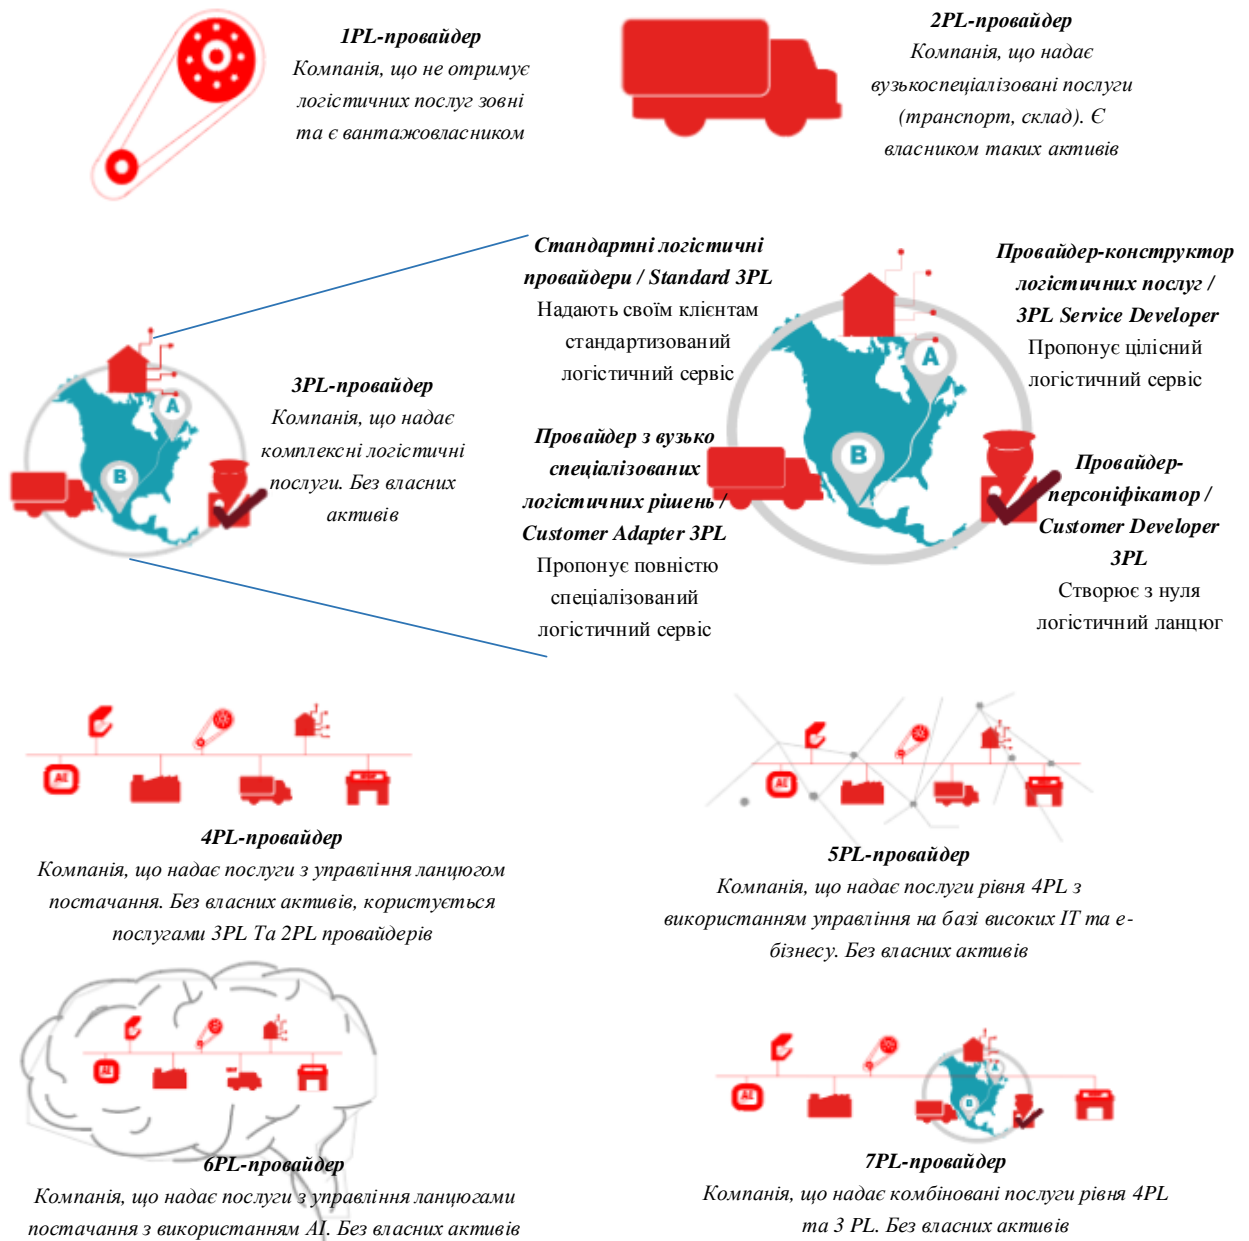 1PL-провайдер
Компанія, що не отримує
логістичних послуг зовні
та є вантажовласником
2PL-провайдер
Компанія, що надає
вузькоспеціалізовані послуги
(транспорт, склад). Є
власником таких активів
3PL-провайдер
Компанія, що надає
комплексні логістичні
послуги. Без власних
активів
A
B
Стандартні логістичні
провайдери / Standard 3PL
Надають своїм клієнтам
стандартизований
логістичний сервіс
Провайдер з вузько
спеціалізованих
логістичних рішень /
Customer Adapter 3PL
Пропонує повністю
спеціалізований
логістичний сервіс
A
B
Провайдер-конструктор
логістичних послуг /
3PL Service Developer
Пропонує цілісний
логістичний сервіс
Провайдер-
персоніфікатор /
Customer Developer
3PL
Створює з нуля
логістичний ланцюг
AE
4PL-провайдер
Компанія, що надає послуги з управління ланцюгом
постачання. Без власних активів, користується
послугами 3PL Та 2PL провайдерів
AE
5PL-провайдер
Компанія, що надає послуги рівня 4PL з
використанням управління на базі високих IT та е-
бізнесу. Без власних активів
AE
6PL-провайдер
Компанія, що надає послуги з управління ланцюгами
постачання з використанням AI. Без власних активів
AE
A
B
7PL-провайдер
Компанія, що надає комбіновані послуги рівня 4PL
та 3 PL. Без власних активів